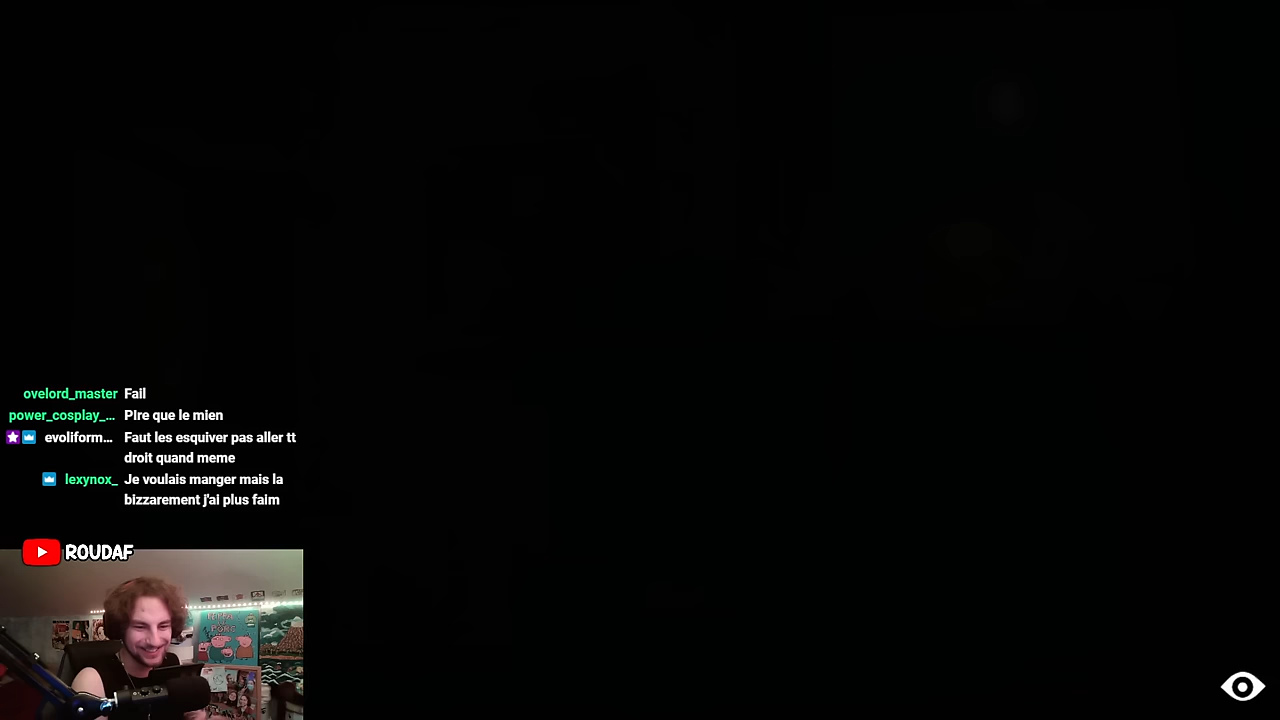 ovelord_master Fail
power_cosplay_... PIre que le mien
evoliform... Faut les esquiver pas aller tt
droit quand meme
lexynox_ Je voulais manger mais la
bizzarement j'ai plus faim
ROUDAF